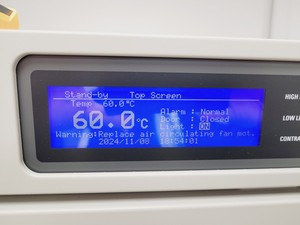 Stand-by Top Screen
Temp 60.0℃
60.0℃
Alarm : Normal
Door : Closed
Light : 
Warning:Replace air circulating fan mot.
2024/11/08 18:54:01
HIGH
LOW
CONTRA